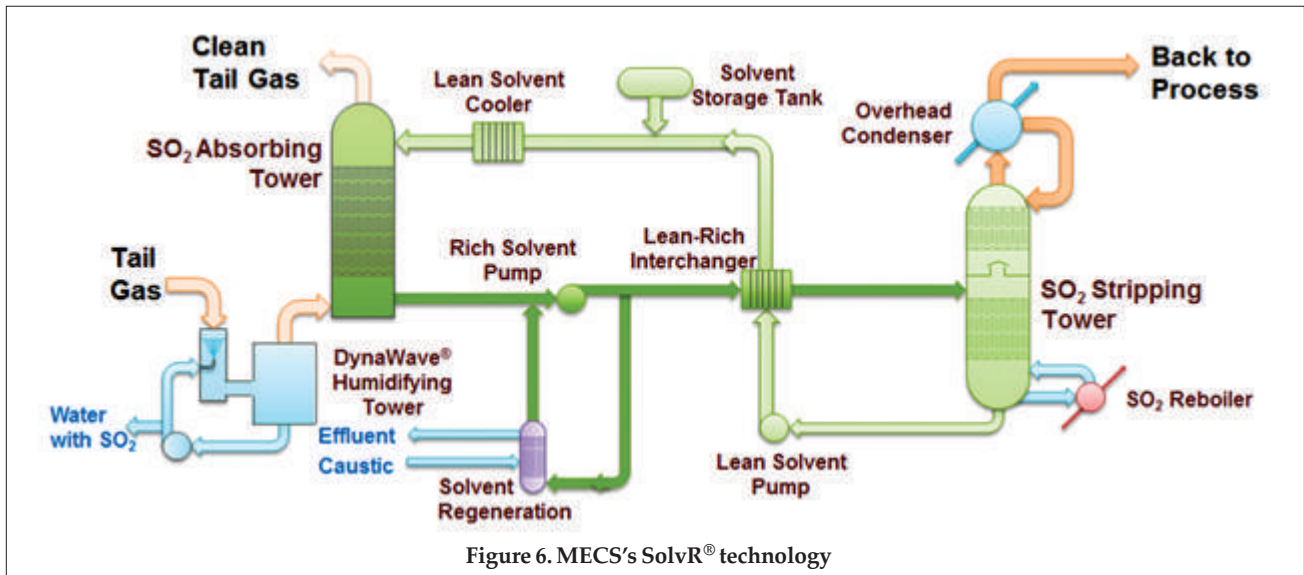 Clean
Tail Gas
Lean Solvent
Cooler
Solvent
Storage Tank
Back to
Process
Overhead
Condenser
SO₂ Absorbing
Tower
Tail
Gas
Rich Solvent
Pump
Lean-Rich
Interchanger
SO₂ Stripping
Tower
DynaWave®
Humidifying
Tower
Water
with SO₂
Effluent
Caustic
Solvent
Regeneration
Lean Solvent
Pump
SO₂ Reboiler
Figure 6. MECS's SolvR® technology